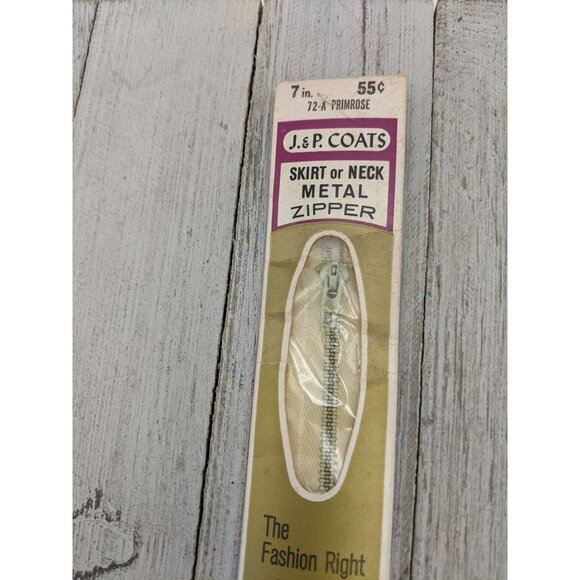 7 in. 55¢
72-A PRIMROSE
J. & P. COATS
SKIRT or NECK
METAL
ZIPPER
The
Fashion Right